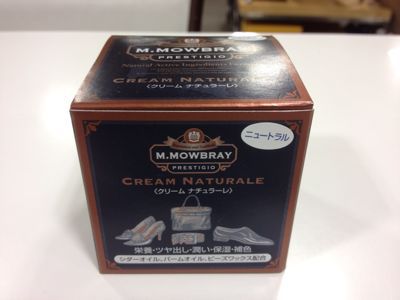 M.MOWBRAY
PRESTIGIO
Natural Active Ingredients
CREAM NATURALE
〈クリーム ナチュラーレ〉
ニュートラル
M.MOWBRAY
PRESTIGIO
CREAM NATURALE
〈クリーム ナチュラーレ〉
栄養・ツヤ出し・潤い・保湿・補色
シダーオイル、パームオイル、ビーズワックス配合